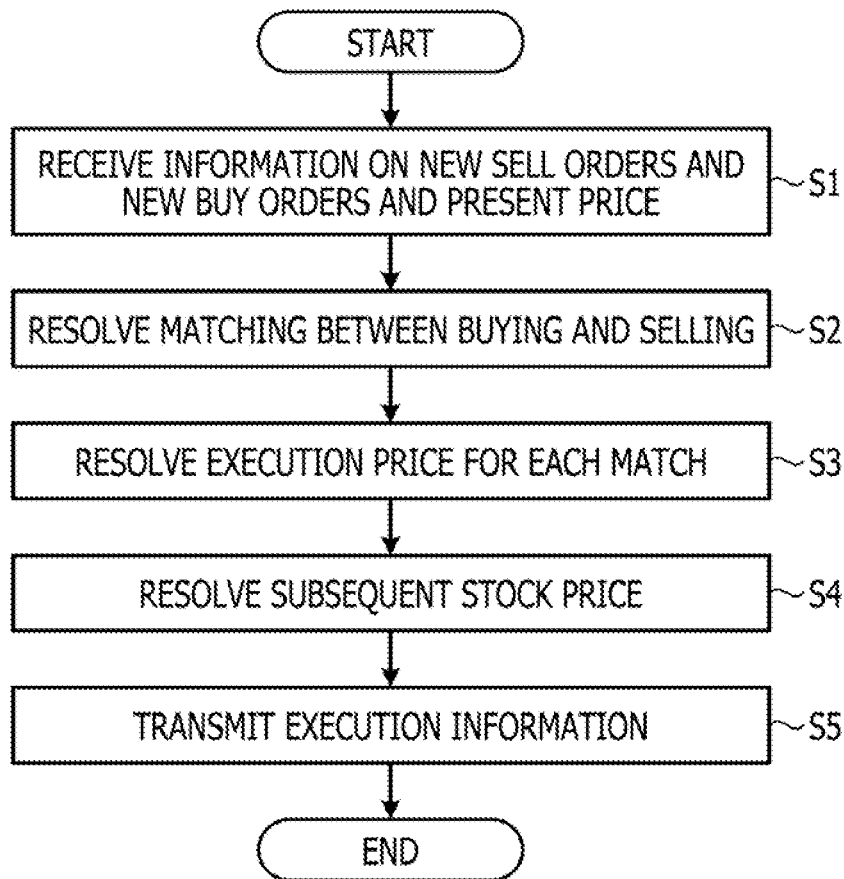 START
RECEIVE INFORMATION ON NEW SELL ORDERS AND
NEW BUY ORDERS AND PRESENT PRICE
S1
RESOLVE MATCHING BETWEEN BUYING AND SELLING
S2
RESOLVE EXECUTION PRICE FOR EACH MATCH
S3
RESOLVE SUBSEQUENT STOCK PRICE
S4
TRANSMIT EXECUTION INFORMATION
S5
END